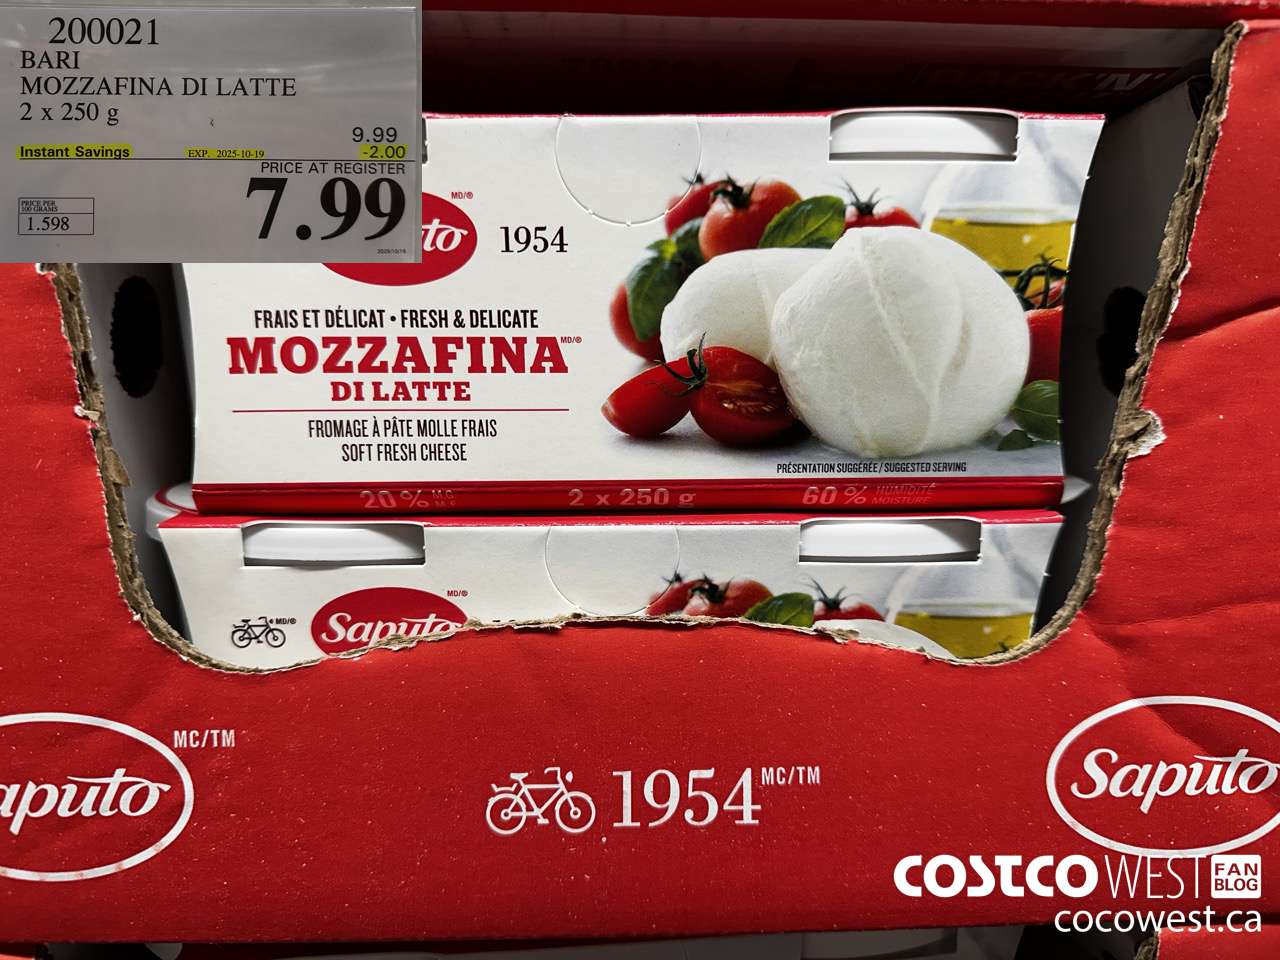 200021
BARI
MOZZAFINA DI LATTE
2 x 250 g
9.99
Instant Savings EXP. 2025-10-19 -2.00
PRICE AT REGISTER
7.99
PRICE PER
100 GRAMS
1.598
MD/®
1954
FRAIS ET DÉLICAT • FRESH & DELICATE
MOZZAFINA MD/®
DI LATTE
FROMAGE À PÂTE MOLLE FRAIS
SOFT FRESH CHEESE
PRÉSENTATION SUGGÉRÉE / SUGGESTED SERVING
20 % M.G. M.F. 2 x 250 g 60 % HUMIDITÉ MOISTURE
MD/® Saputo MD/®
Saputo MC/TM
1954 MC/TM
Saputo
COSTCO WEST FAN BLOG
cocowest.ca